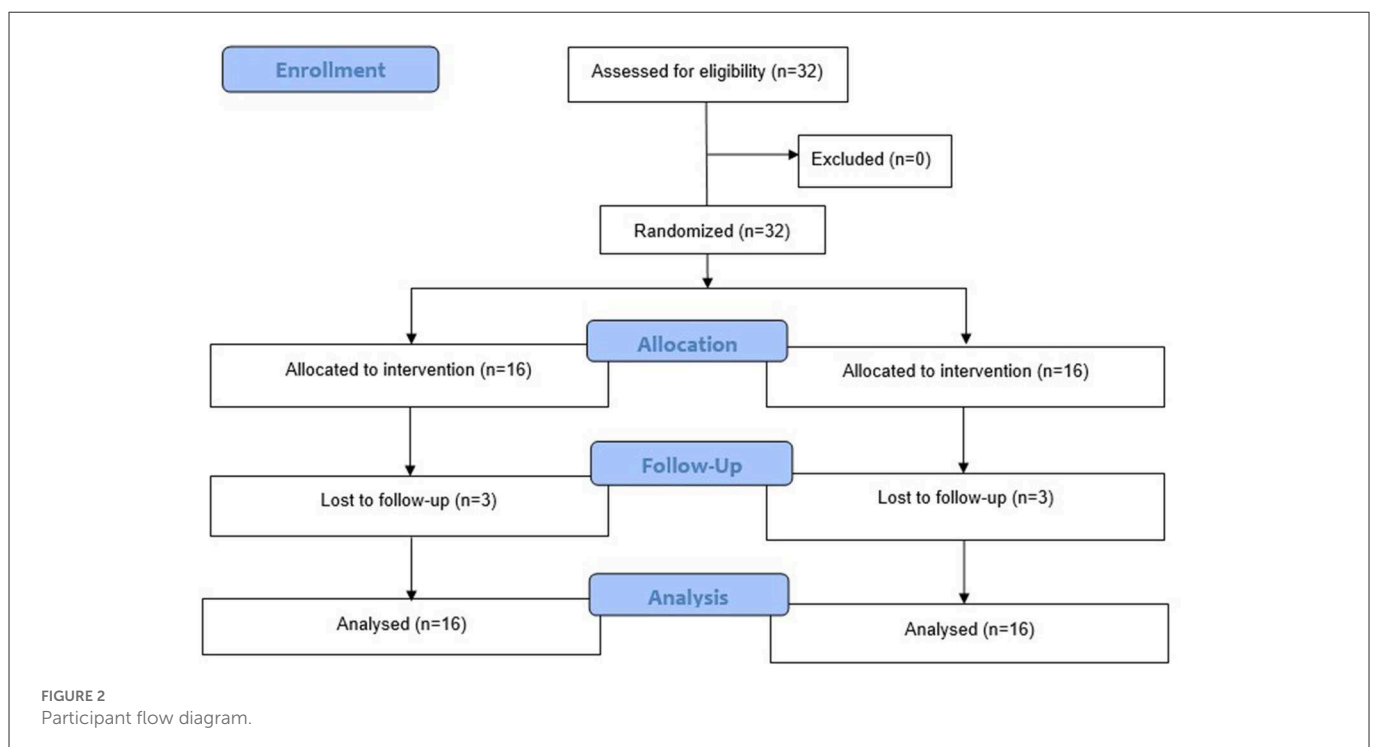 Enrollment
Assessed for eligibility (n=32)
Excluded (n=0)
Randomized (n=32)
Allocation
Allocated to intervention (n=16)
Allocated to intervention (n=16)
Follow-Up
Lost to follow-up (n=3)
Lost to follow-up (n=3)
Analysis
Analysed (n=16)
Analysed (n=16)
FIGURE 2
Participant flow diagram.